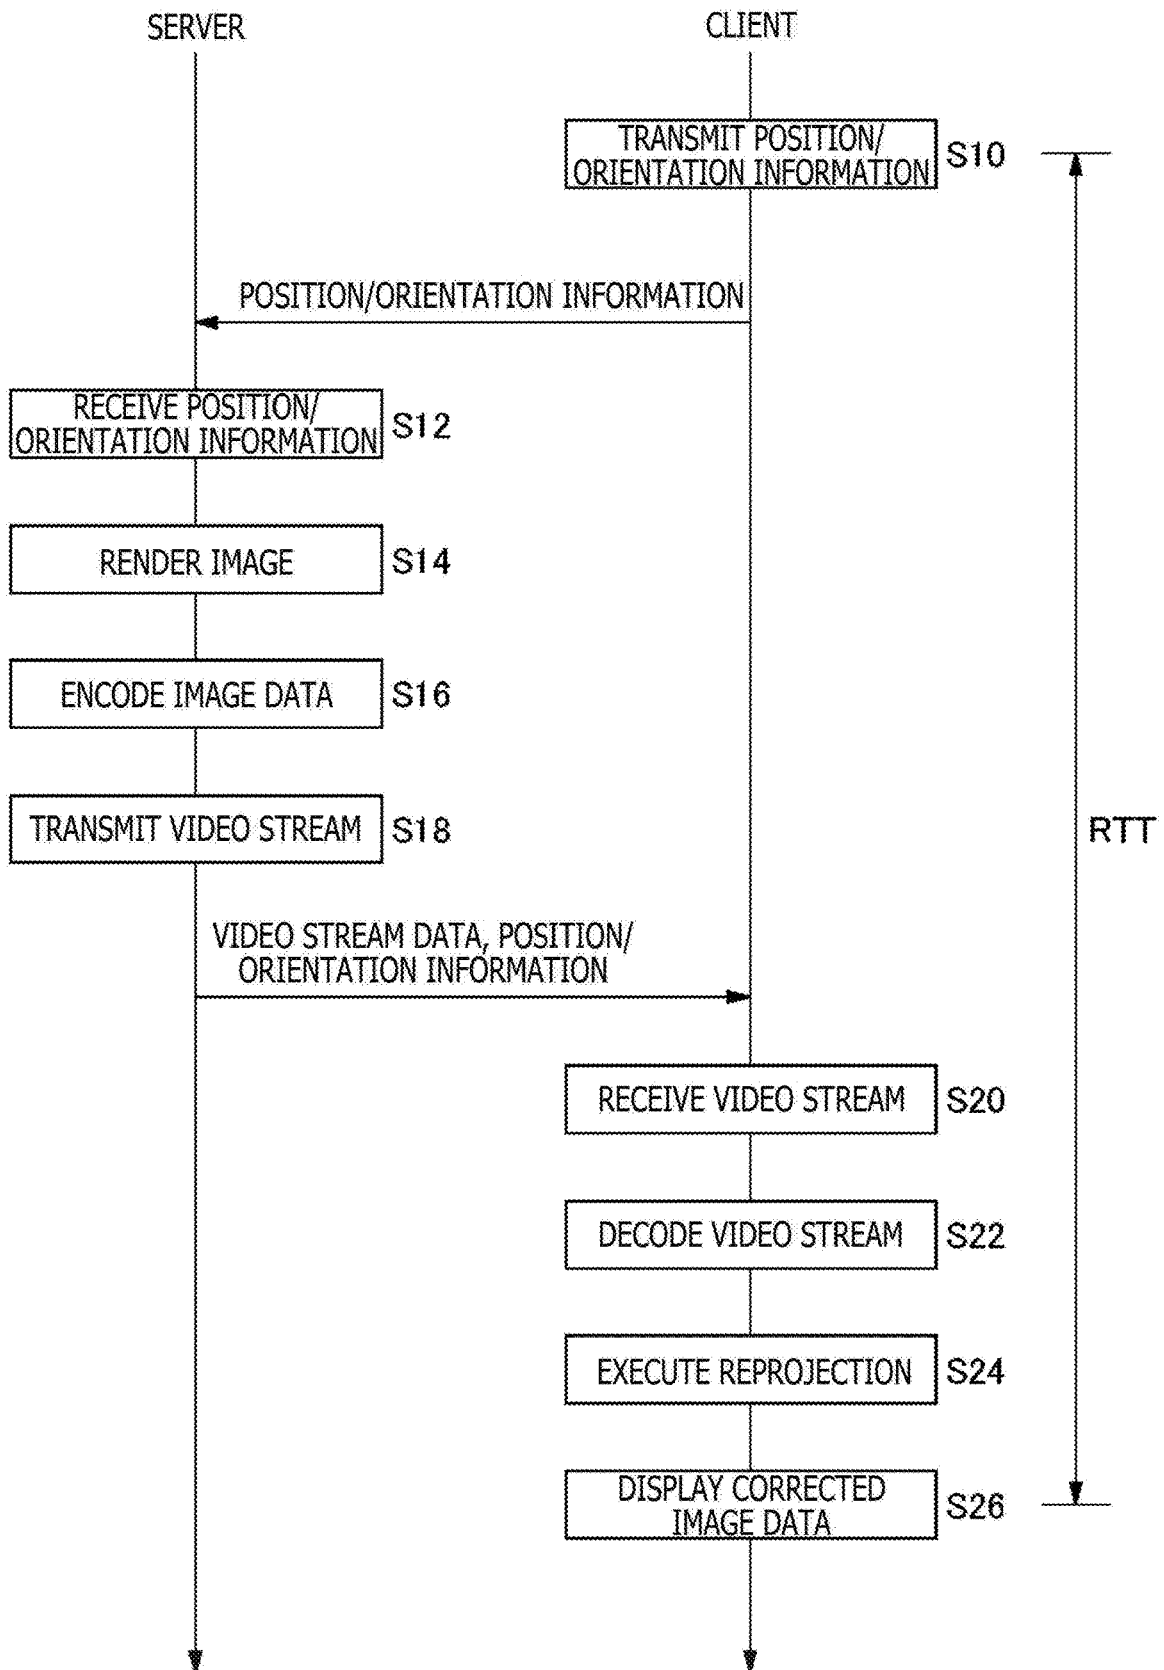 SERVER
CLIENT
TRANSMIT POSITION/
ORIENTATION INFORMATION
S10
POSITION/ORIENTATION INFORMATION
RECEIVE POSITION/
ORIENTATION INFORMATION
S12
RENDER IMAGE
S14
ENCODE IMAGE DATA
S16
TRANSMIT VIDEO STREAM
S18
RTT
VIDEO STREAM DATA, POSITION/
ORIENTATION INFORMATION
RECEIVE VIDEO STREAM
S20
DECODE VIDEO STREAM
S22
EXECUTE REPROJECTION
S24
DISPLAY CORRECTED
IMAGE DATA
S26